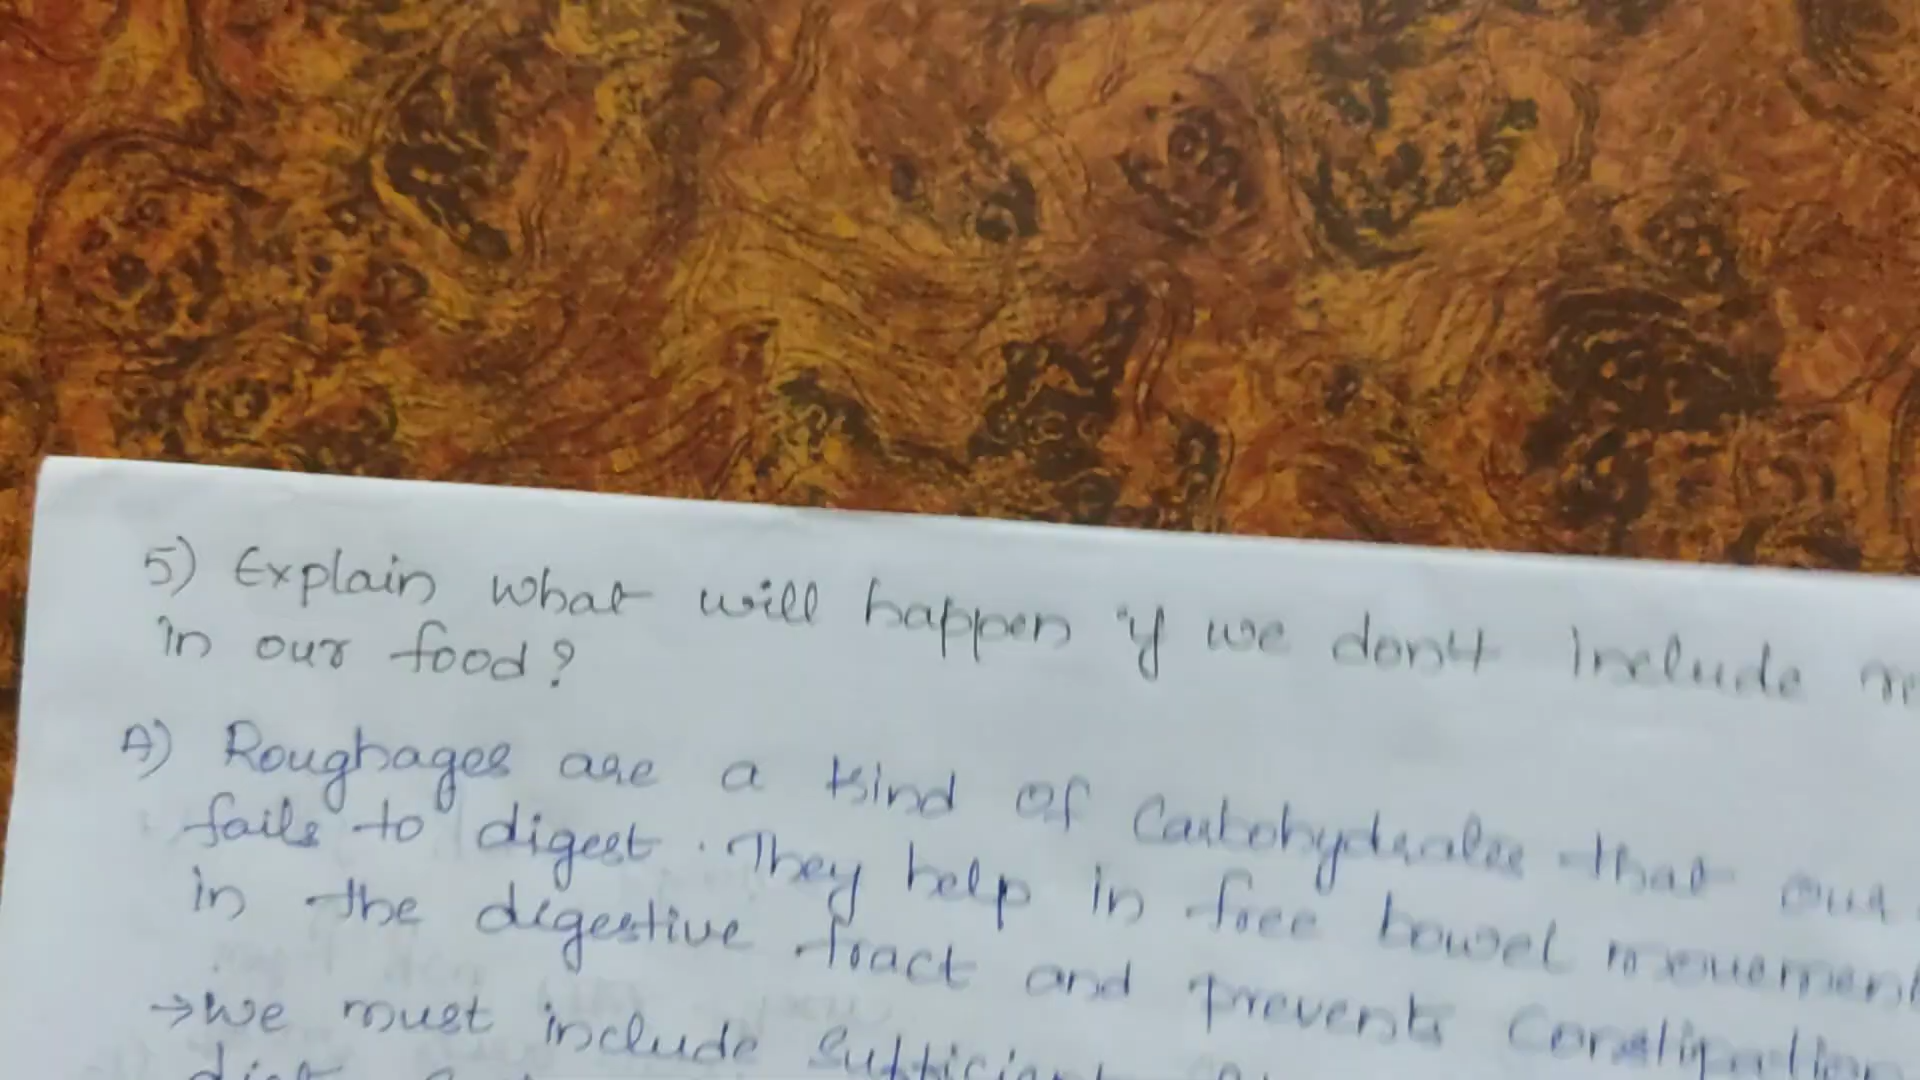 5) Explain what will happen if we don't include
in our food?
A) Roughages are a kind of Carbohydrates that our
fails to digest. They help in free bowel movement
in the digestive tract and prevents Constipation
→ We must include Sufficient
diet